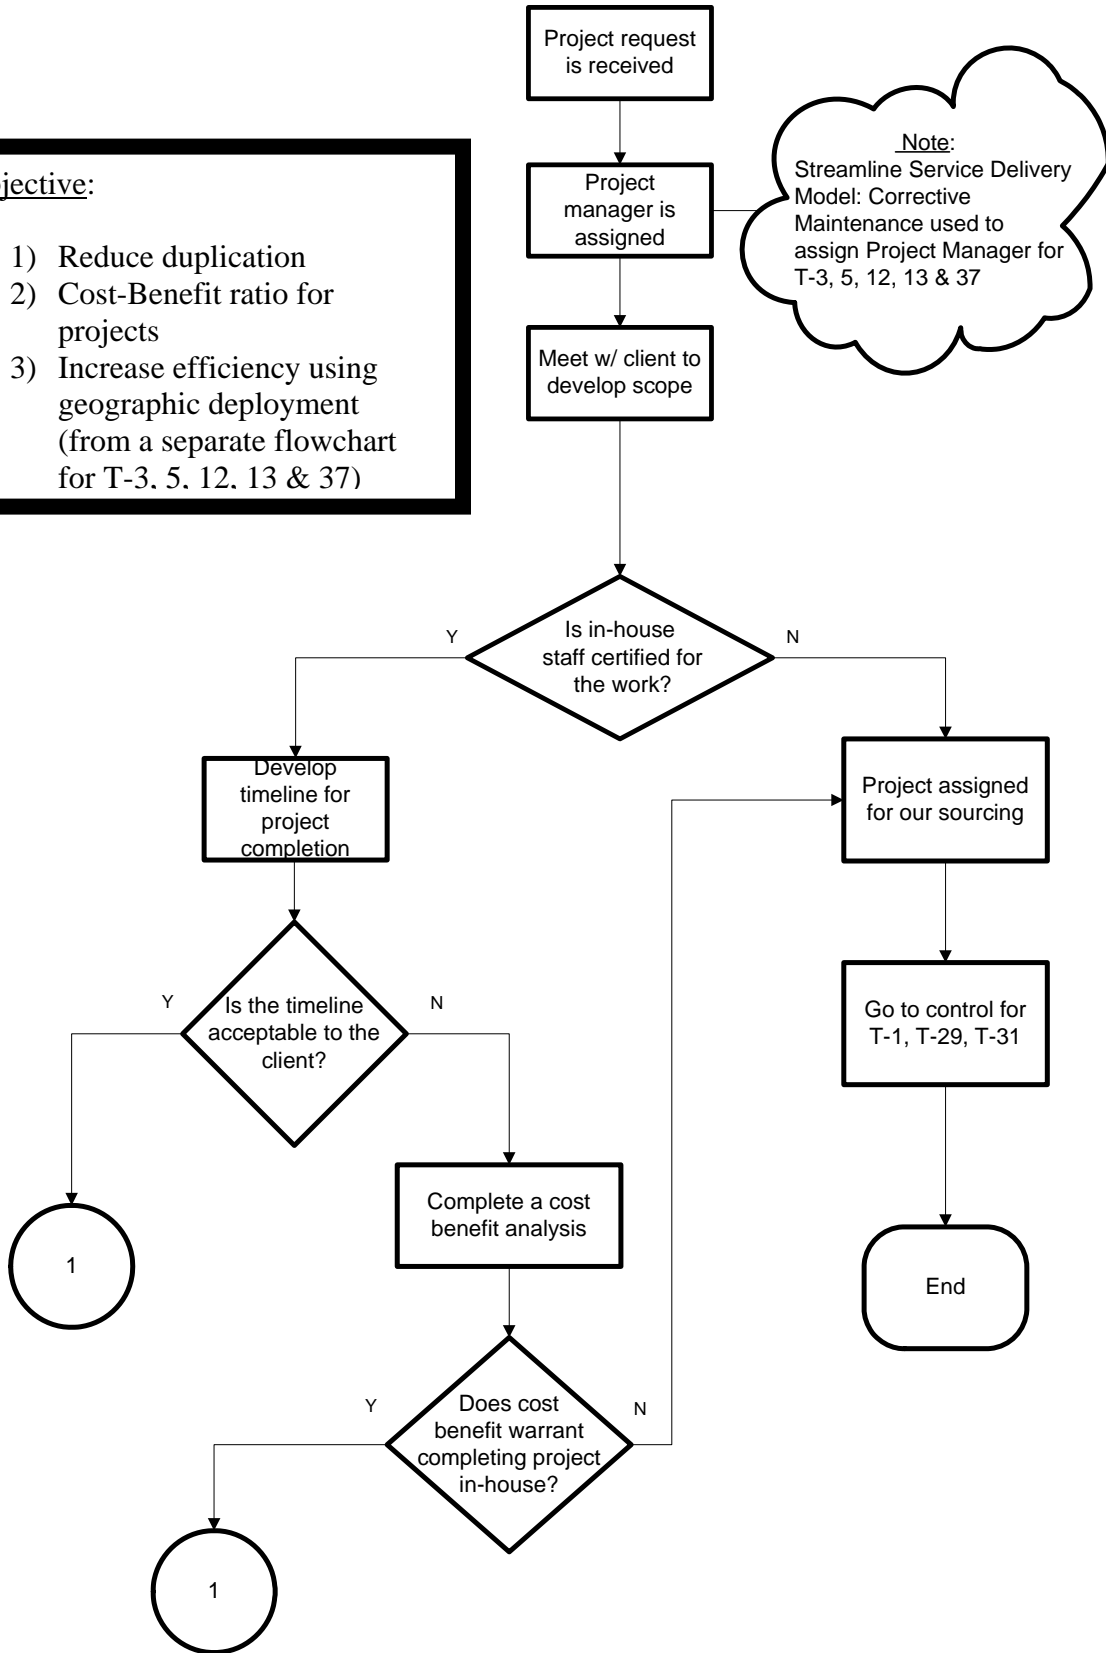 Project request
is received
jective:
1) Reduce duplication
2) Cost-Benefit ratio for
projects
3) Increase efficiency using
geographic deployment
(from a separate flowchart
for T-3, 5, 12, 13 & 37)
Project
manager is
assigned
Note:
Streamline Service Delivery
Model: Corrective
Maintenance used to
assign Project Manager for
T-3, 5, 12, 13 & 37
Meet w/ client to
develop scope
Is in-house
staff certified for
the work?
Y
N
Develop
timeline for
project
completion
Project assigned
for our sourcing
Is the timeline
acceptable to the
client?
Y
N
Go to control for
T-1, T-29, T-31
1
Complete a cost
benefit analysis
End
Does cost
benefit warrant
completing project
in-house?
Y
N
1